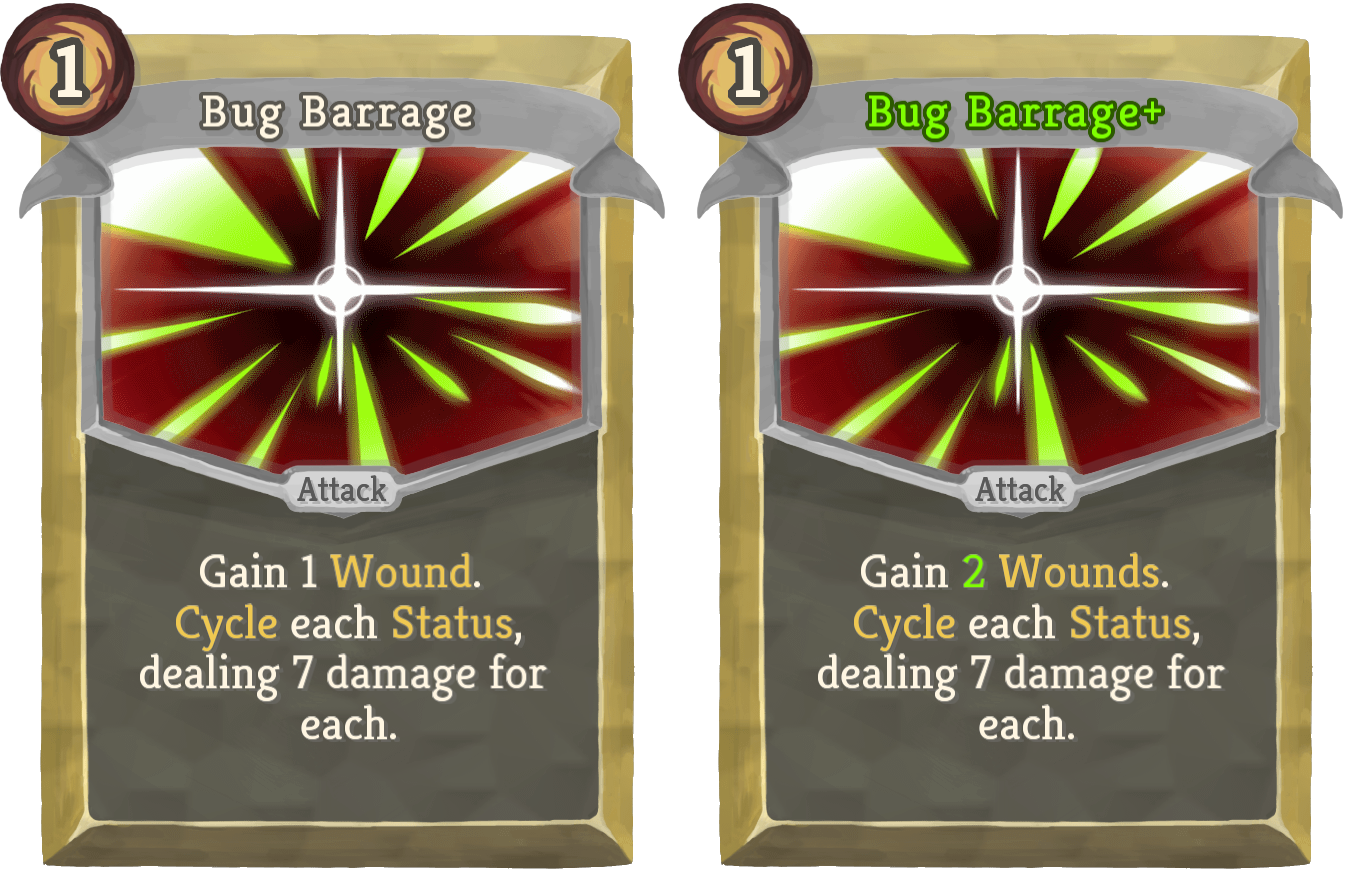 1
Bug Barrage
Attack
Gain 1 Wound.
Cycle each Status,
dealing 7 damage for
each.
1
Bug Barrage+
Attack
Gain 2 Wounds.
Cycle each Status,
dealing 7 damage for
each.